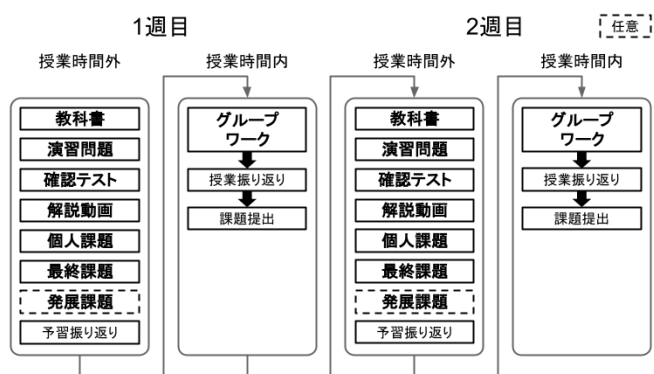 1週目
2週目
任意
授業時間外
授業時間内
授業時間外
授業時間内
教科書
演習問題
確認テスト
解説動画
個人課題
最終課題
発展課題
予習振り返り
グループ
ワーク
授業振り返り
課題提出
教科書
演習問題
確認テスト
解説動画
個人課題
最終課題
発展課題
予習振り返り
グループ
ワーク
授業振り返り
課題提出